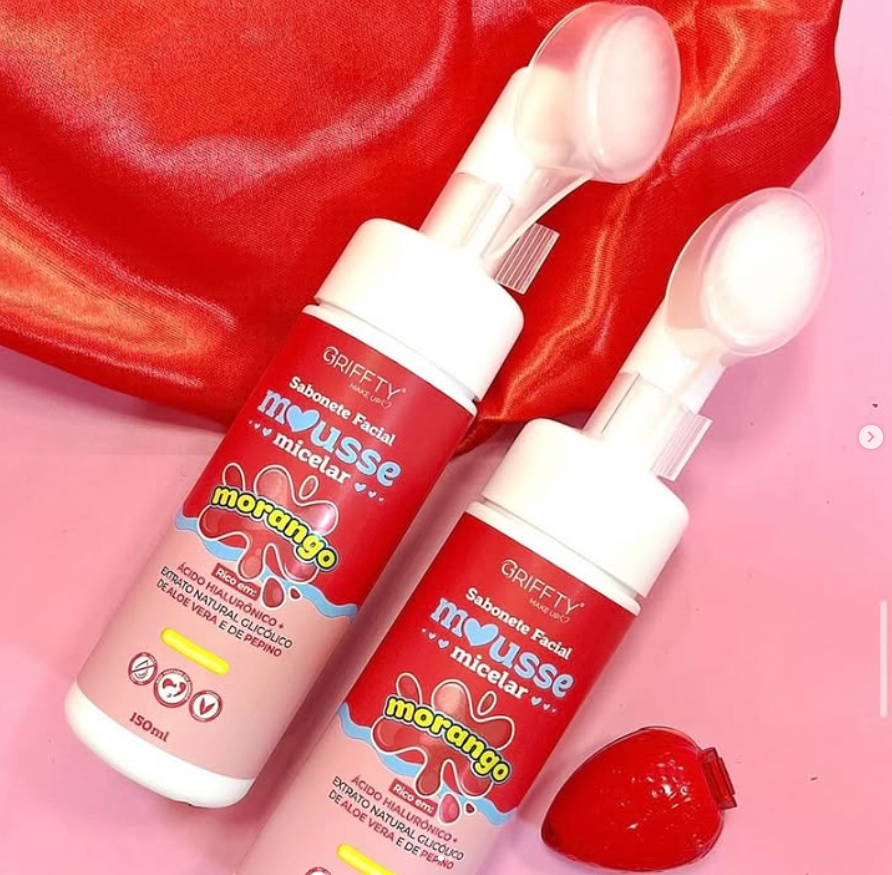 GRIFFTY
MAKE UP
Sabonete Facial
mousse
micelar
morango
Rico em:
ÁCIDO HIALURÔNICO +
EXTRATO NATURAL GLICÓLICO
DE ALOE VERA E DE PEPINO
150ml
GRIFFTY
MAKE UP
Sabonete Facial
mousse
micelar
morango
Rico em:
ÁCIDO HIALURÔNICO +
EXTRATO NATURAL GLICÓLICO
DE ALOE VERA E DE PEPINO